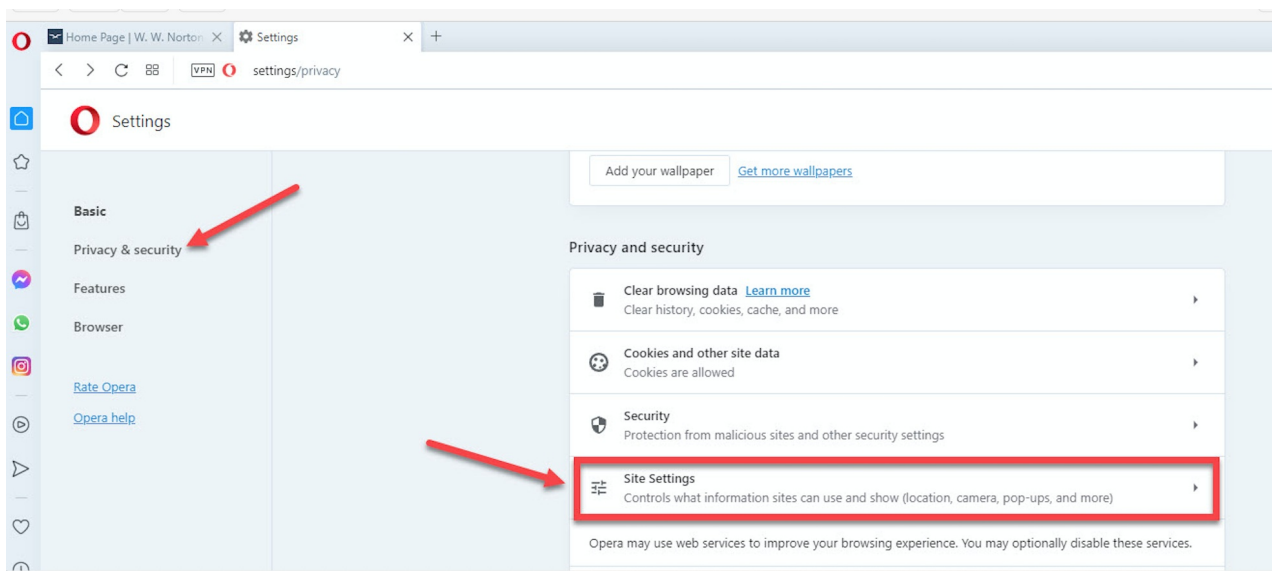 Home Page | W. W. Norton
Settings
VPN
settings/privacy
Settings
Add your wallpaper
Get more wallpapers
Basic
Privacy & security
Features
Browser
Rate Opera
Opera help
Privacy and security
Clear browsing data Learn more
Clear history, cookies, cache, and more
Cookies and other site data
Cookies are allowed
Security
Protection from malicious sites and other security settings
Site Settings
Controls what information sites can use and show (location, camera, pop-ups, and more)
Opera may use web services to improve your browsing experience. You may optionally disable these services.